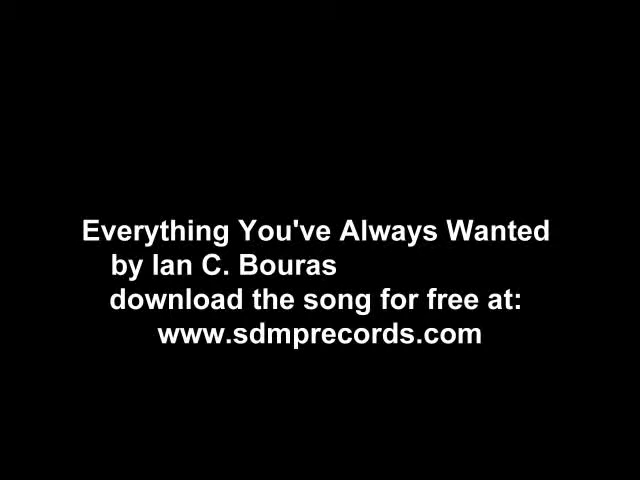 Everything You've Always Wanted
by Ian C. Bouras
download the song for free at:
www.sdmprecords.com